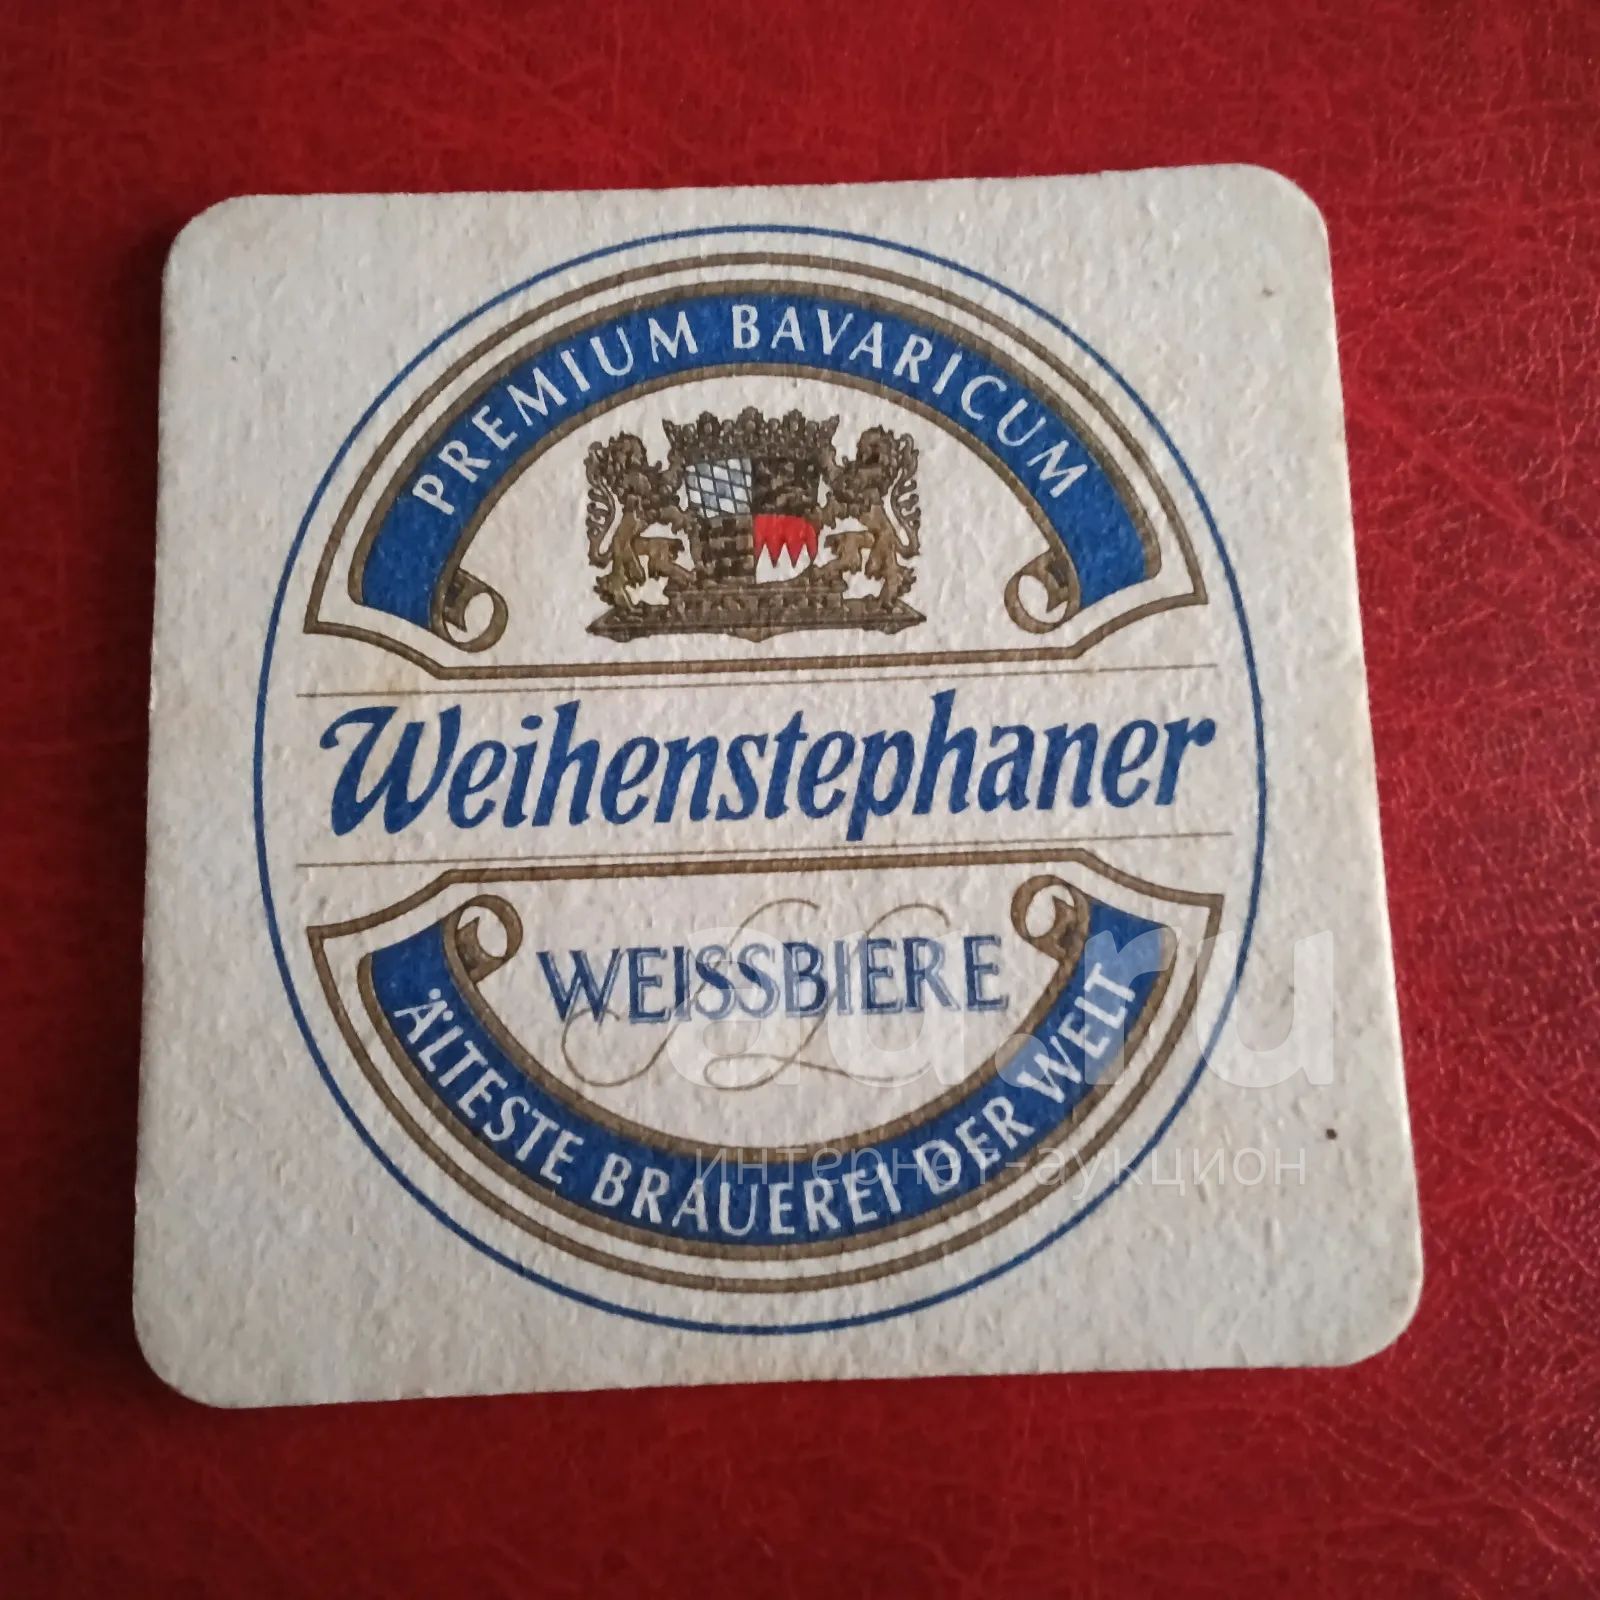 PREMIUM BAVARICUM
Weihenstephaner
WEISSBIERE
ÄLTESTE BRAUEREI DER WELT
au.ru
интернет-аукцион